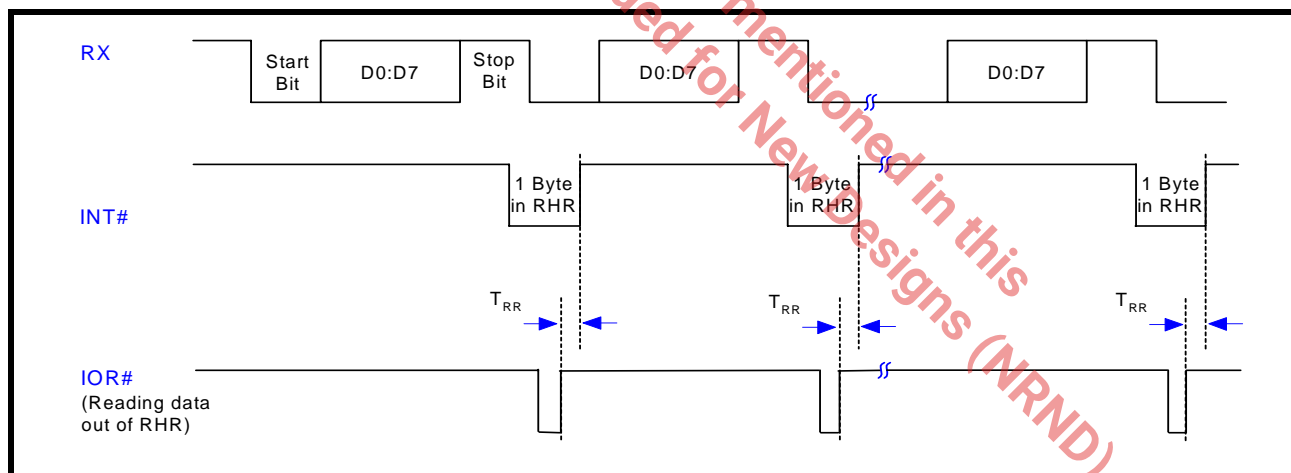 RX
Start
Bit
D0:D7
Stop
Bit
D0:D7
D0:D7
INT#
1 Byte
in RHR
1 Byte
in RHR
1 Byte
in RHR
TRR
TRR
TRR
IOR#
(Reading data
out of RHR)
mentioned in this
for New Designs (NRND)